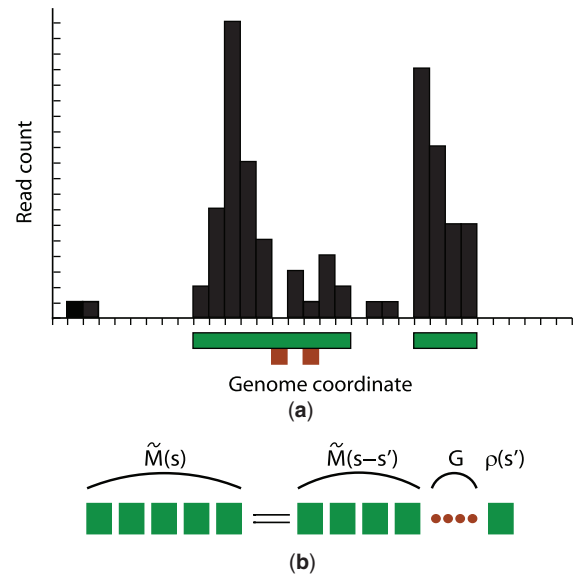 Read count
Genome coordinate
(a)
M̃(s) M̃(s–s’) G ρ(s’)
=
(b)